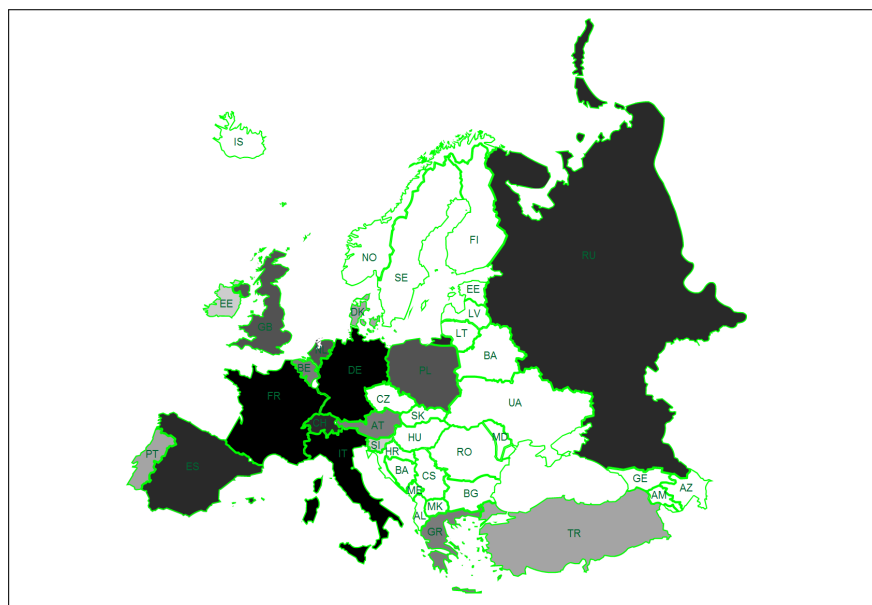 IS
RU
NO
FI
SE
EE
EE
DK
LV
GB
LT
BA
BE
DE
PL
FR
CZ
UA
SK
CH
AT
HU
MD
SI
IT
HR
RO
PT
ES
BA
CS
GE
AZ
ME
BG
AM
MK
AL
GR
TR